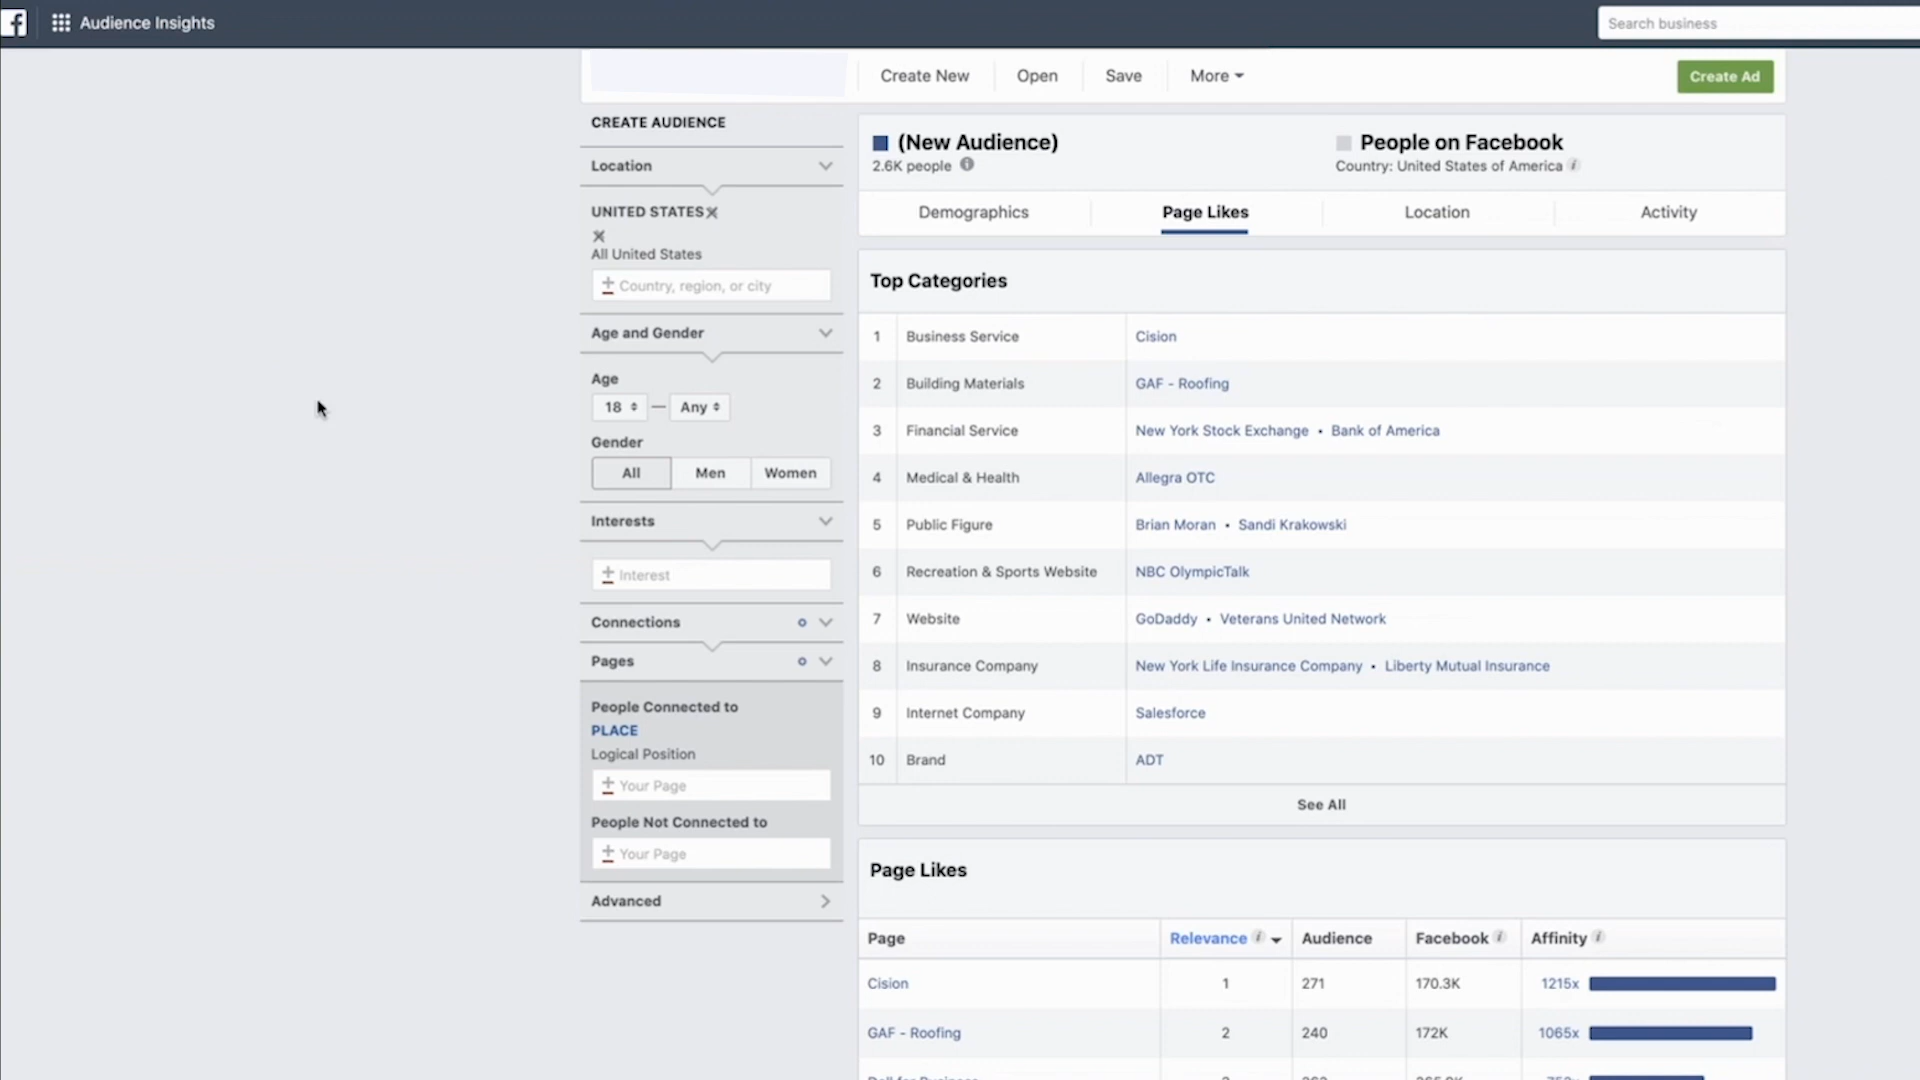 f Audience Insights
Search business
Create New Open Save More
Create Ad
CREATE AUDIENCE
Location
UNITED STATES
All United States
Country, region, or city
Age and Gender
Age
18 — Any
Gender
All Men Women
Interests
Interest
Connections
Pages
People Connected to
PLACE
Logical Position
Your Page
People Not Connected to
Your Page
Advanced
(New Audience)
2.6K people
People on Facebook
Country: United States of America
Demographics Page Likes Location Activity
Top Categories
1 Business Service Cision
2 Building Materials GAF - Roofing
3 Financial Service New York Stock Exchange • Bank of America
4 Medical & Health Allegra OTC
5 Public Figure Brian Moran • Sandi Krakowski
6 Recreation & Sports Website NBC OlympicTalk
7 Website GoDaddy • Veterans United Network
8 Insurance Company New York Life Insurance Company • Liberty Mutual Insurance
9 Internet Company Salesforce
10 Brand ADT
See All
Page Likes
Page Relevance Audience Facebook Affinity
Cision 1 271 170.3K 1215x
GAF - Roofing 2 240 172K 1065x